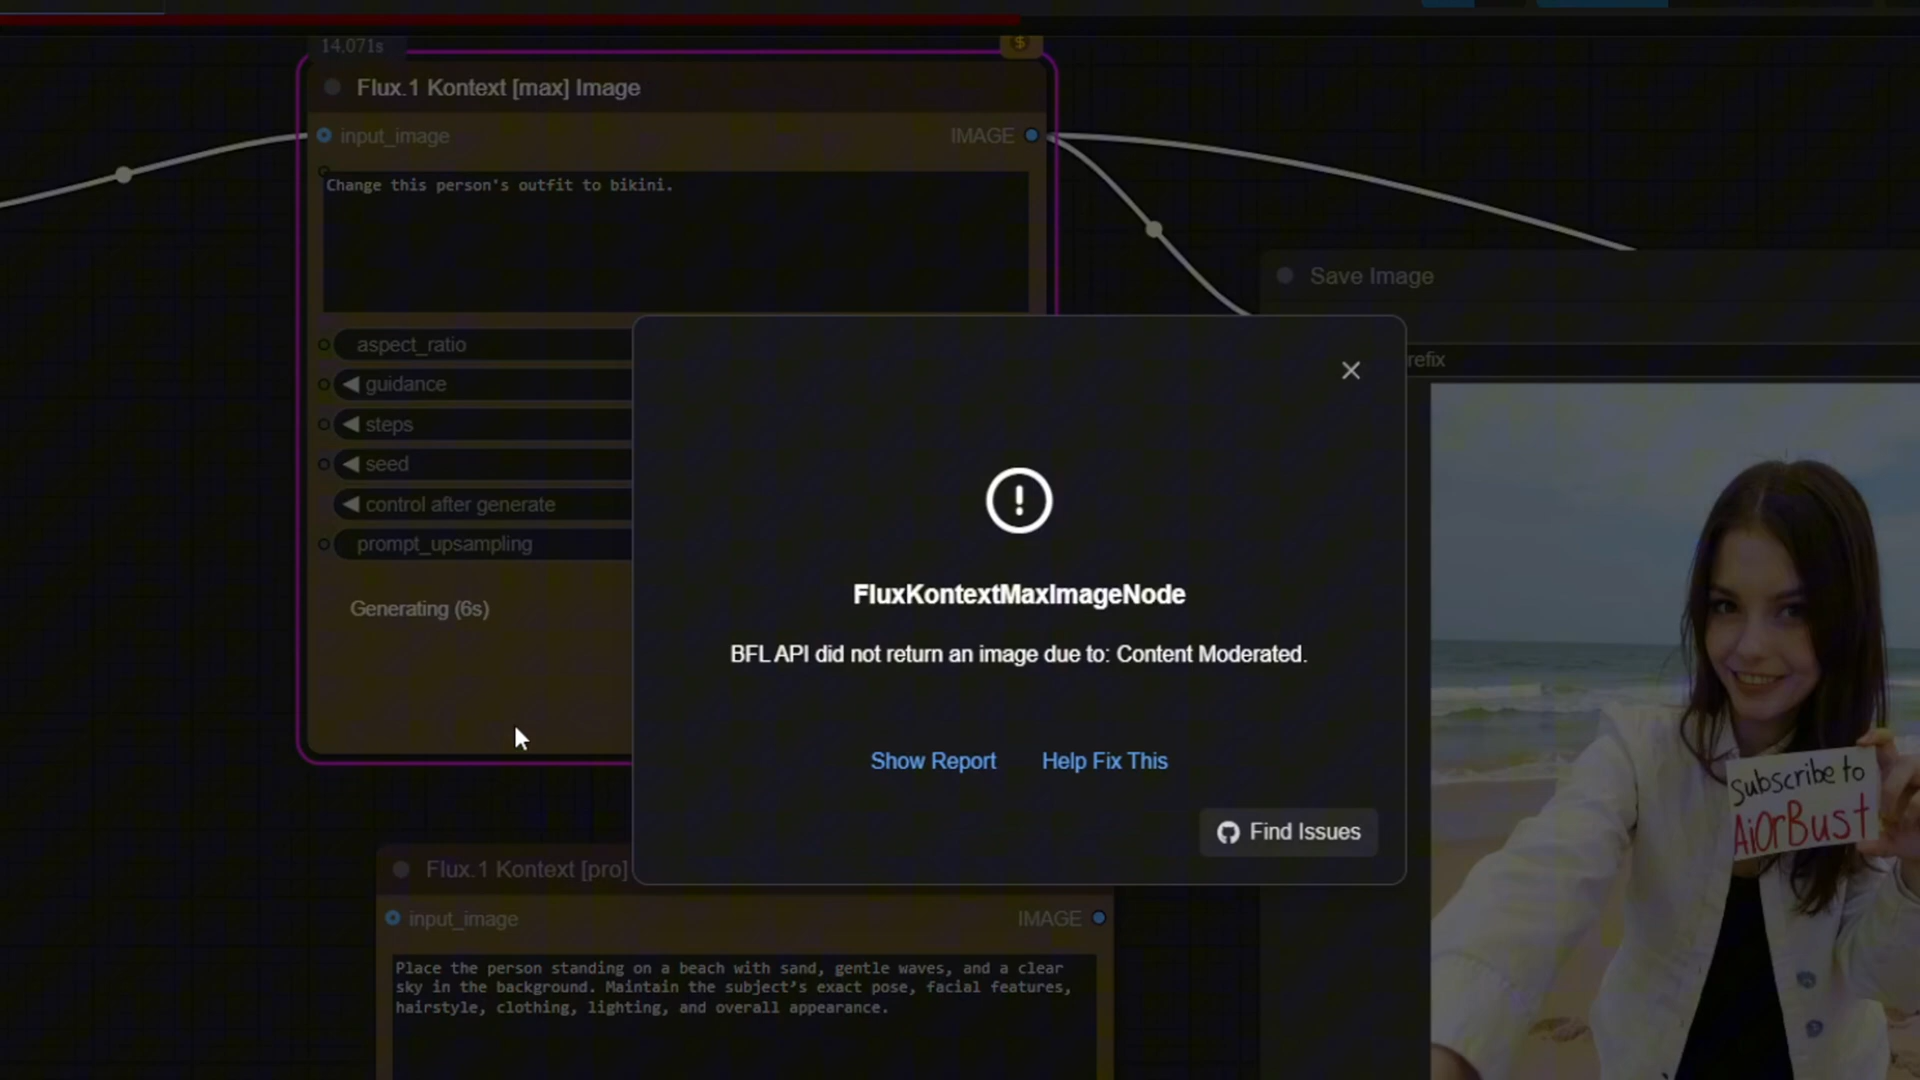 14.071s
Flux.1 Kontext [max] Image
input_image
IMAGE
Change this person's outfit to bikini.
aspect_ratio
guidance
steps
seed
control after generate
prompt_upsampling
Generating (6s)
Save Image
refix
FluxKontextMaxImageNode
BFL API did not return an image due to: Content Moderated.
Show Report
Help Fix This
Find Issues
Subscribe to
AiOrBust
Flux.1 Kontext [pro]
input_image
IMAGE
Place the person standing on a beach with sand, gentle waves, and a clear
sky in the background. Maintain the subject's exact pose, facial features,
hairstyle, clothing, lighting, and overall appearance.